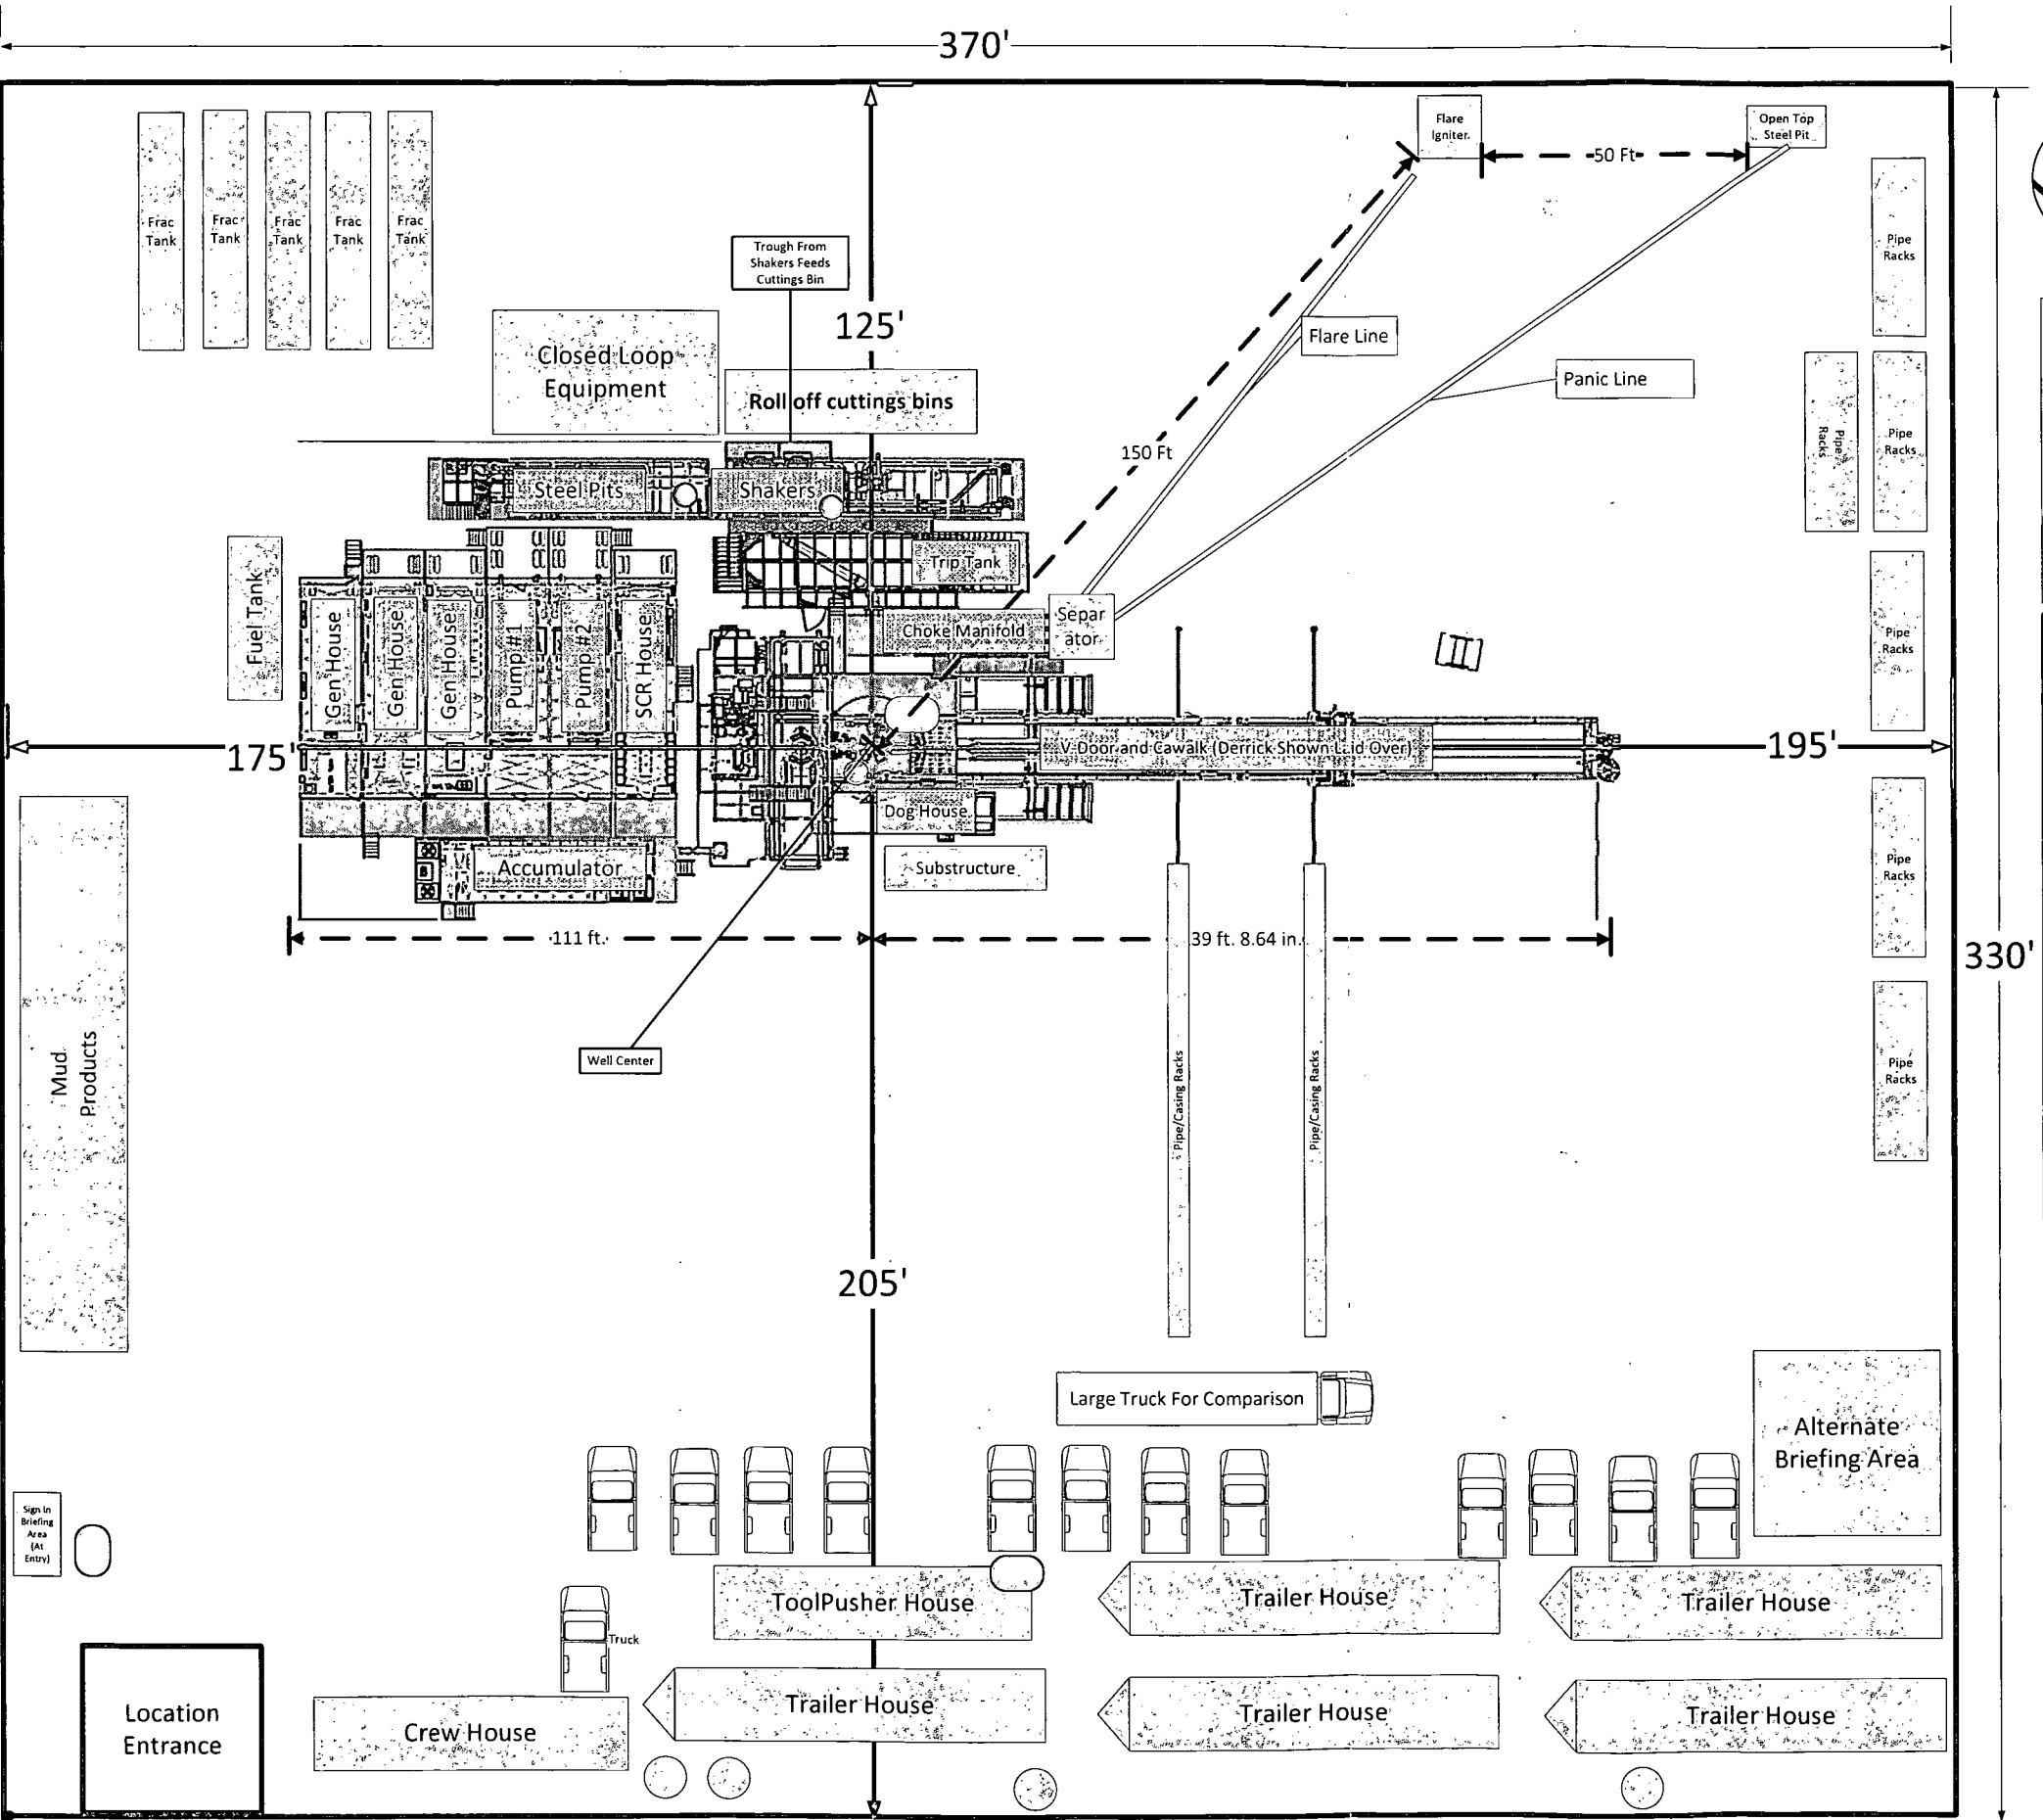 370'
Flare
Igniter
50 Ft
Open Top
Steel Pit
Frac
Tank
Frac
Tank
Frac
Tank
Frac
Tank
Frac
Tank
Pipe
Racks
Trough From
Shakers Feeds
Cuttings Bin
125'
Flare Line
Closed Loop
Equipment
Roll off cuttings bins
Panic Line
Pipe
Racks
Pipe
Racks
150 Ft
Steel Pits
Shakers
Trip Tank
Fuel Tank
Gen House
Gen House
Gen House
Pump #1
Pump #2
SCR House
Choke Manifold
Separ
ator
Pipe
Racks
175'
V-Door and Cawalk (Derrick Shown Laid Over)
195'
Dog House
Accumulator
Substructure
Pipe
Racks
111 ft.
39 ft. 8.64 in.
330'
Well Center
Mud
Products
Pipe/Casing Racks
Pipe/Casing Racks
Pipe
Racks
205'
Large Truck For Comparison
Alternate
Briefing Area
Sign In
Briefing
Area
(At
Entry)
ToolPusher House
Trailer House
Trailer House
Truck
Location
Entrance
Crew House
Trailer House
Trailer House
Trailer House